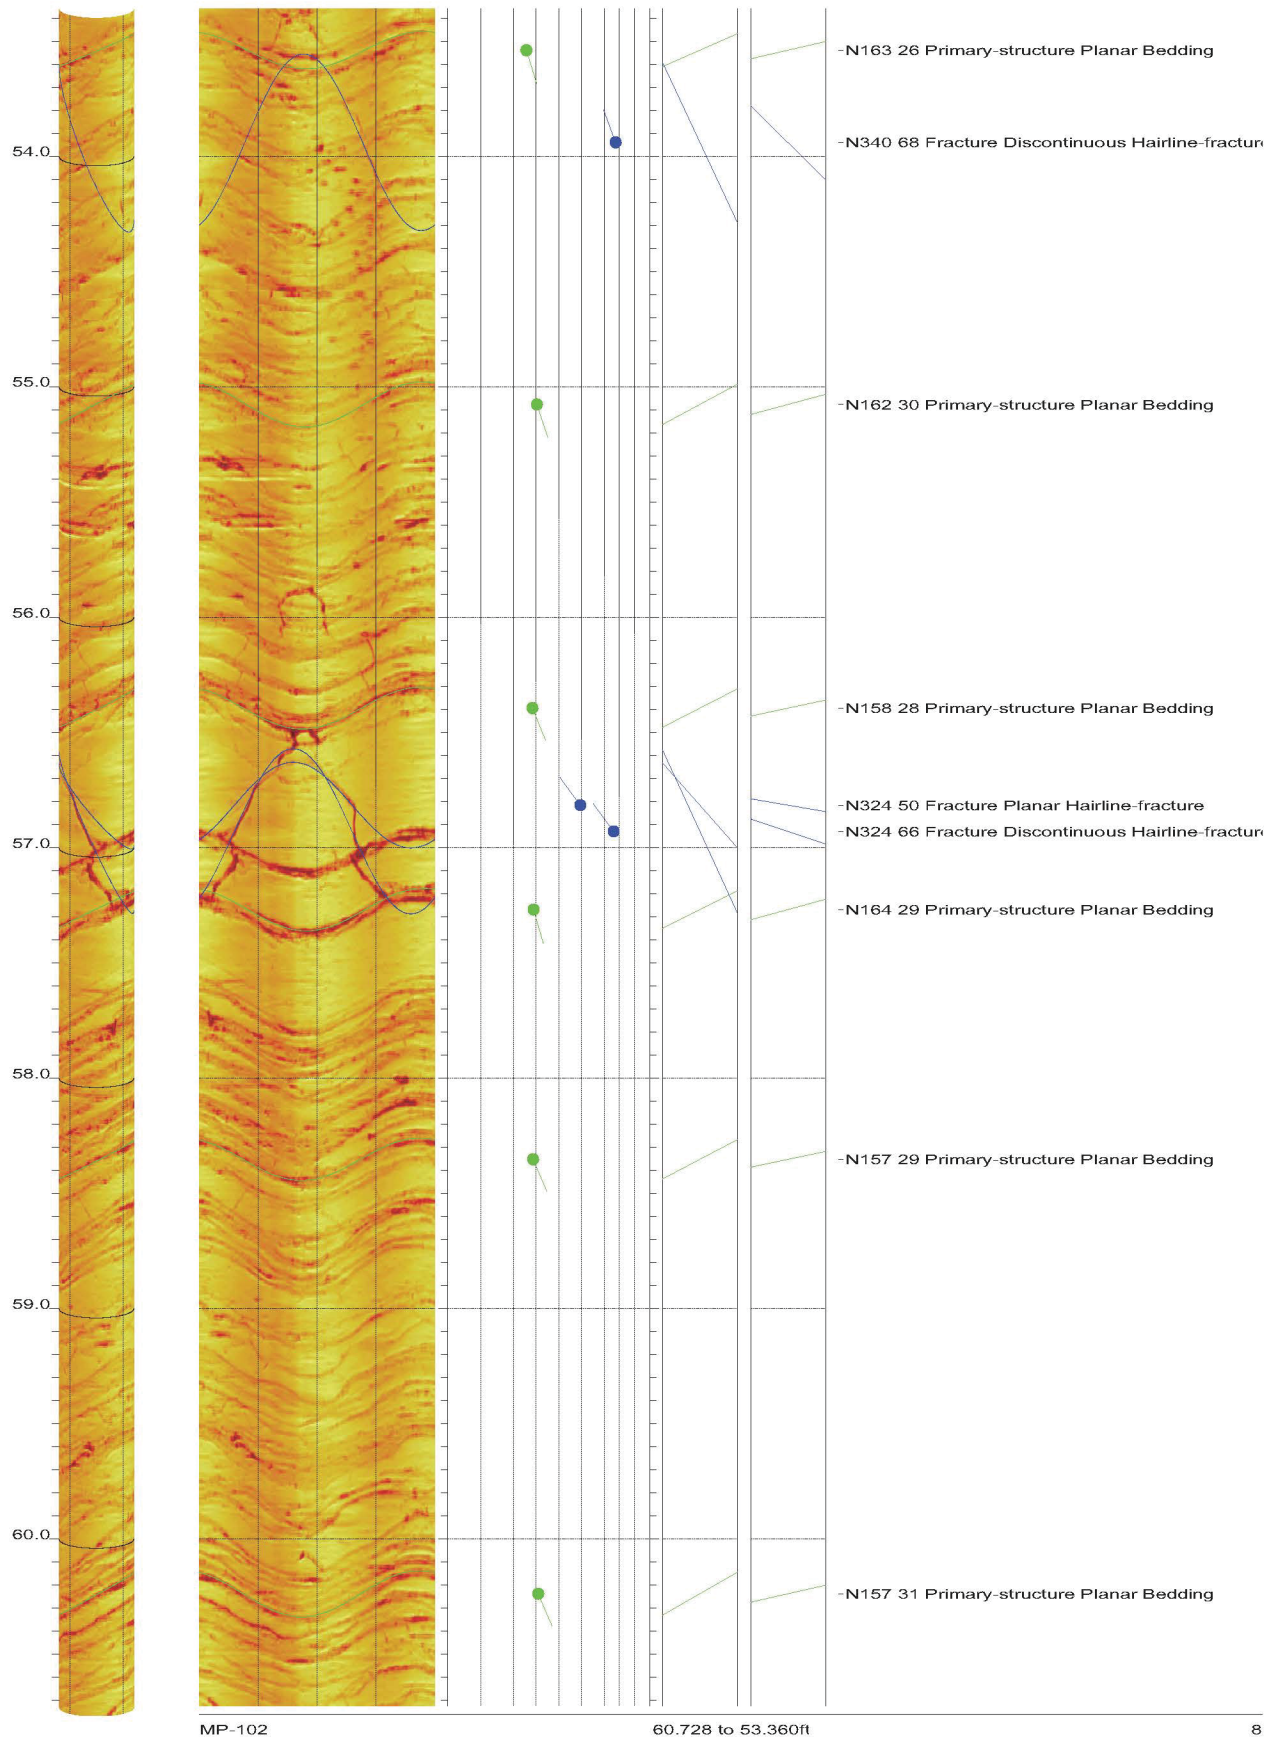 -N163 26 Primary-structure Planar Bedding
-N340 68 Fracture Discontinuous Hairline-fracture
54.0
55.0
-N162 30 Primary-structure Planar Bedding
56.0
-N158 28 Primary-structure Planar Bedding
-N324 50 Fracture Planar Hairline-fracture
-N324 66 Fracture Discontinuous Hairline-fracture
57.0
-N164 29 Primary-structure Planar Bedding
58.0
-N157 29 Primary-structure Planar Bedding
59.0
60.0
-N157 31 Primary-structure Planar Bedding
MP-102 60.728 to 53.360ft 8